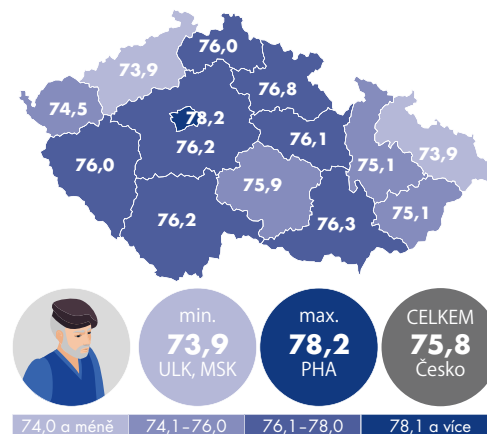 76,0
73,9
76,8
74,5
78,2
76,2
76,1
76,0
75,1
73,9
75,9
76,2
76,3
75,1
min.
73,9
ULK, MSK
max.
78,2
PHA
CELKEM
75,8
Česko
74,0 a méně 74,1–76,0 76,1–78,0 78,1 a více